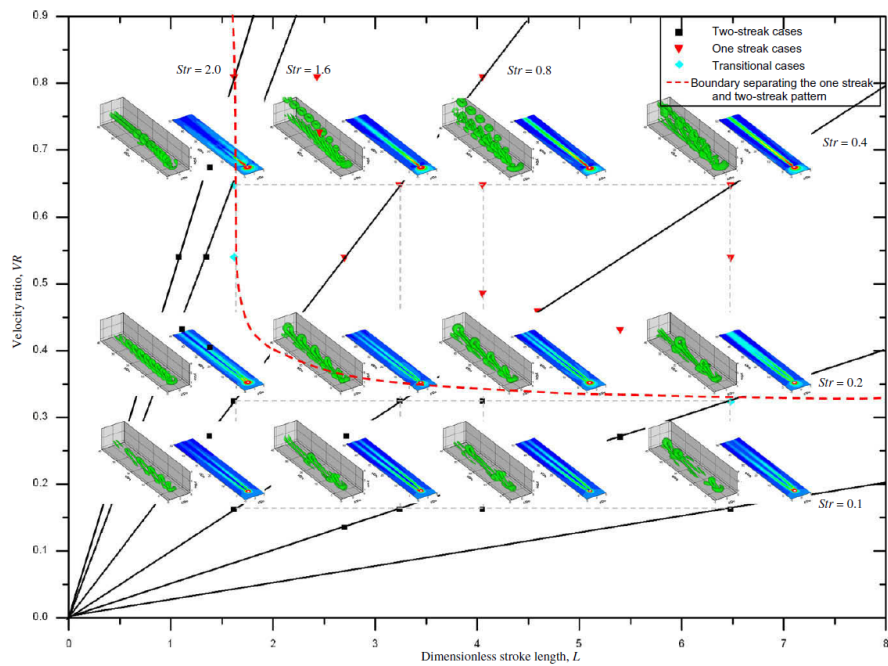 0.9
0.8
0.7
0.6
0.5
0.4
0.3
0.2
0.1
0.0
Velocity ratio, VR
Str = 2.0
Str = 1.6
Str = 0.8
Str = 0.4
Str = 0.2
Str = 0.1
Two-streak cases
One streak cases
Transitional cases
Boundary separating the one streak
and two-streak pattern
0 1 2 3 4 5 6 7 8
Dimensionless stroke length, L